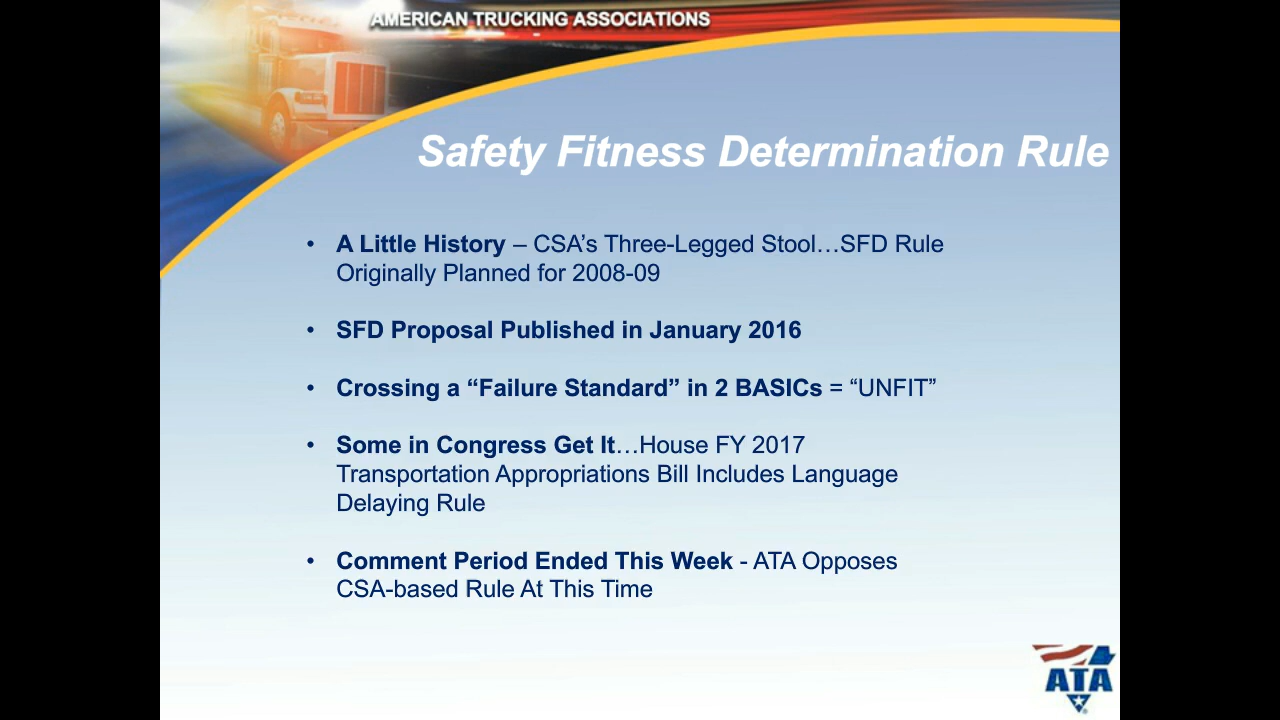 AMERICAN TRUCKING ASSOCIATIONS
Safety Fitness Determination Rule
• A Little History – CSA’s Three-Legged Stool…SFD Rule
Originally Planned for 2008-09
• SFD Proposal Published in January 2016
• Crossing a “Failure Standard” in 2 BASICs = “UNFIT”
• Some in Congress Get It…House FY 2017
Transportation Appropriations Bill Includes Language
Delaying Rule
• Comment Period Ended This Week - ATA Opposes
CSA-based Rule At This Time
ATA